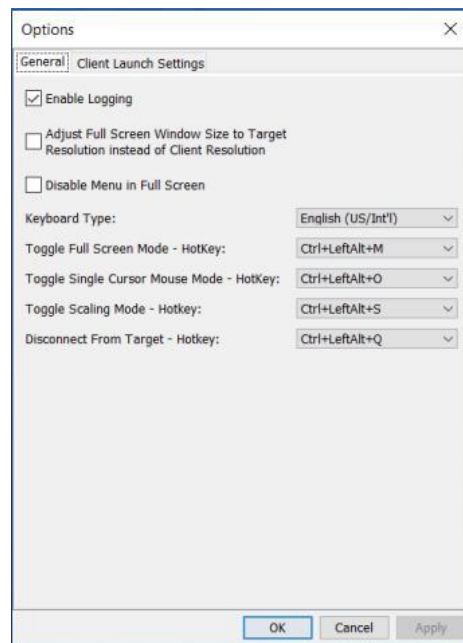 Options
General Client Launch Settings
Enable Logging
Adjust Full Screen Window Size to Target
Resolution instead of Client Resolution
Disable Menu in Full Screen
Keyboard Type: English (US/Int'l)
Toggle Full Screen Mode - HotKey: Ctrl+LeftAlt+M
Toggle Single Cursor Mouse Mode - HotKey: Ctrl+LeftAlt+O
Toggle Scaling Mode - Hotkey: Ctrl+LeftAlt+S
Disconnect From Target - Hotkey: Ctrl+LeftAlt+Q
OK Cancel Apply